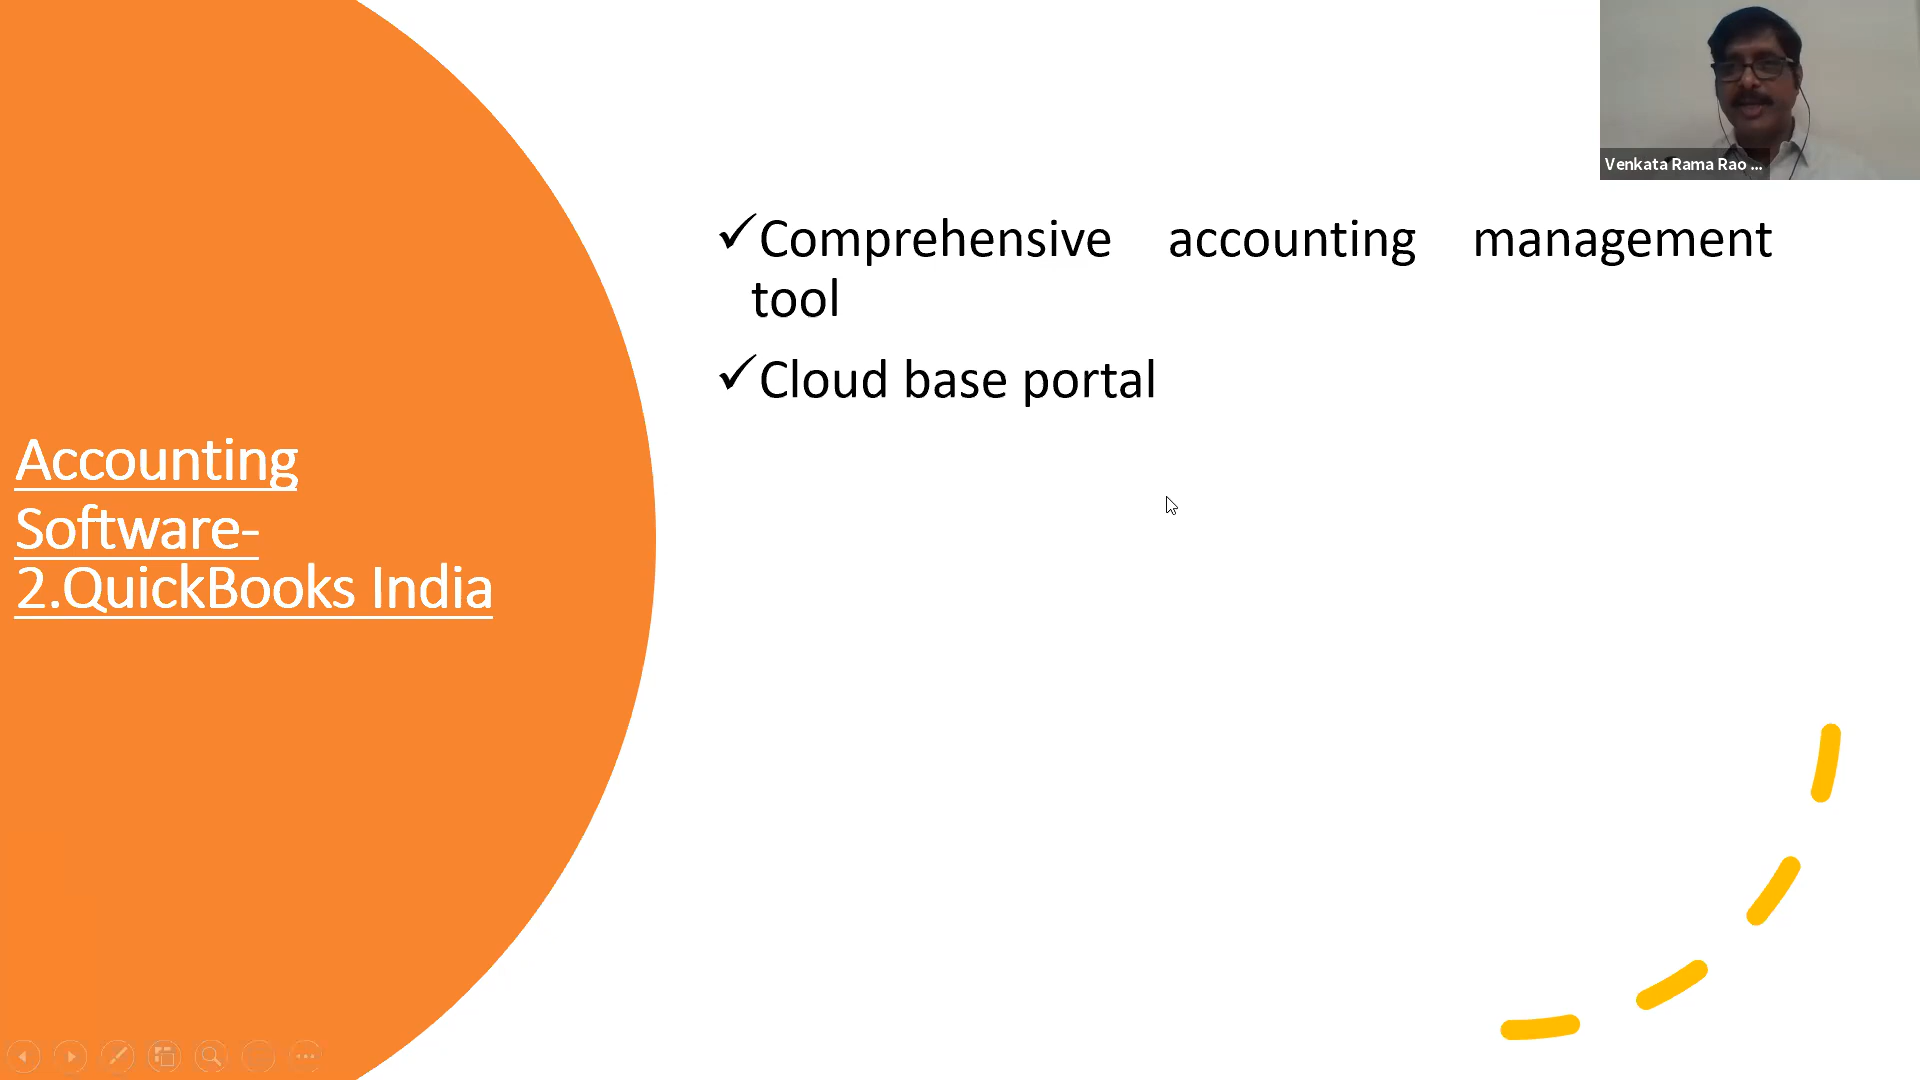 Venkata Rama Rao ...
✓Comprehensive accounting management
tool
✓Cloud base portal
Accounting
Software-
2.QuickBooks India